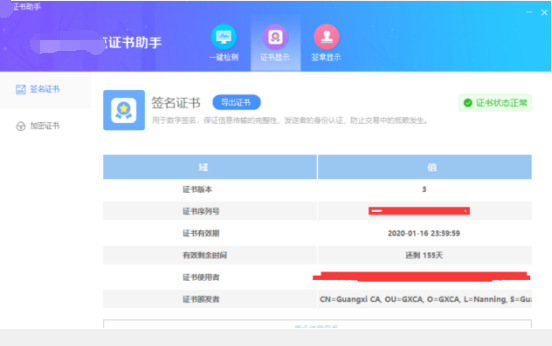 证书助手
证书助手
一键检测
证书显示
签章显示
签名证书
加密证书
签名证书
导出证书
证书状态正常
用于数字签名、保证信息传输的完整性、发送者的身份认证、防止交易中的抵赖发生。
域
值
证书版本
3
证书序列号
证书有效期
2020-01-16 23:59:59
有效剩余时间
还剩 155天
证书使用者
证书颁发者
CN=Guangxi CA, OU=GXCA, O=GXCA, L=Nanning, S=Gua